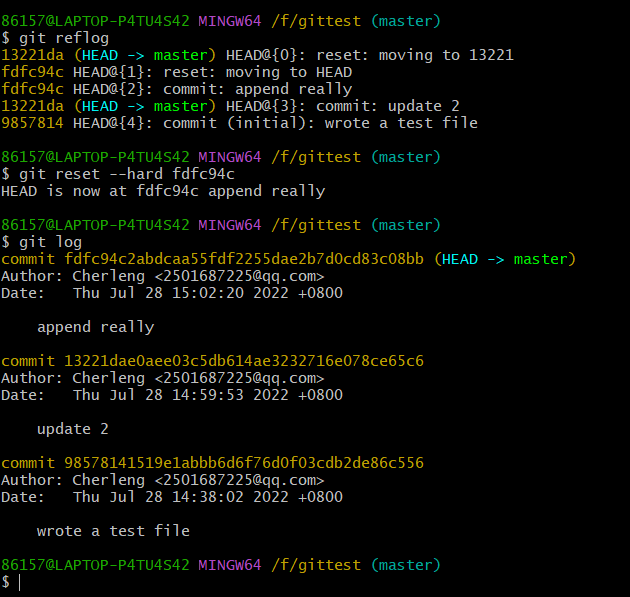 86157@LAPTOP-P4TU4S42 MINGW64 /f/gittest (master)
$ git reflog
13221da (HEAD -> master) HEAD@{0}: reset: moving to 13221
fdfc94c HEAD@{1}: reset: moving to HEAD
fdfc94c HEAD@{2}: commit: append really
13221da (HEAD -> master) HEAD@{3}: commit: update 2
9857814 HEAD@{4}: commit (initial): wrote a test file
86157@LAPTOP-P4TU4S42 MINGW64 /f/gittest (master)
$ git reset --hard fdfc94c
HEAD is now at fdfc94c append really
86157@LAPTOP-P4TU4S42 MINGW64 /f/gittest (master)
$ git log
commit fdfc94c2abdcaa55fdf2255dae2b7d0cd83c08bb (HEAD -> master)
Author: Cherleng <2501687225@qq.com>
Date:   Thu Jul 28 15:02:20 2022 +0800
    append really
commit 13221dae0aee03c5db614ae3232716e078ce65c6
Author: Cherleng <2501687225@qq.com>
Date:   Thu Jul 28 14:59:53 2022 +0800
    update 2
commit 98578141519e1abbb6d6f76d0f03cdb2de86c556
Author: Cherleng <2501687225@qq.com>
Date:   Thu Jul 28 14:38:02 2022 +0800
    wrote a test file
86157@LAPTOP-P4TU4S42 MINGW64 /f/gittest (master)
$